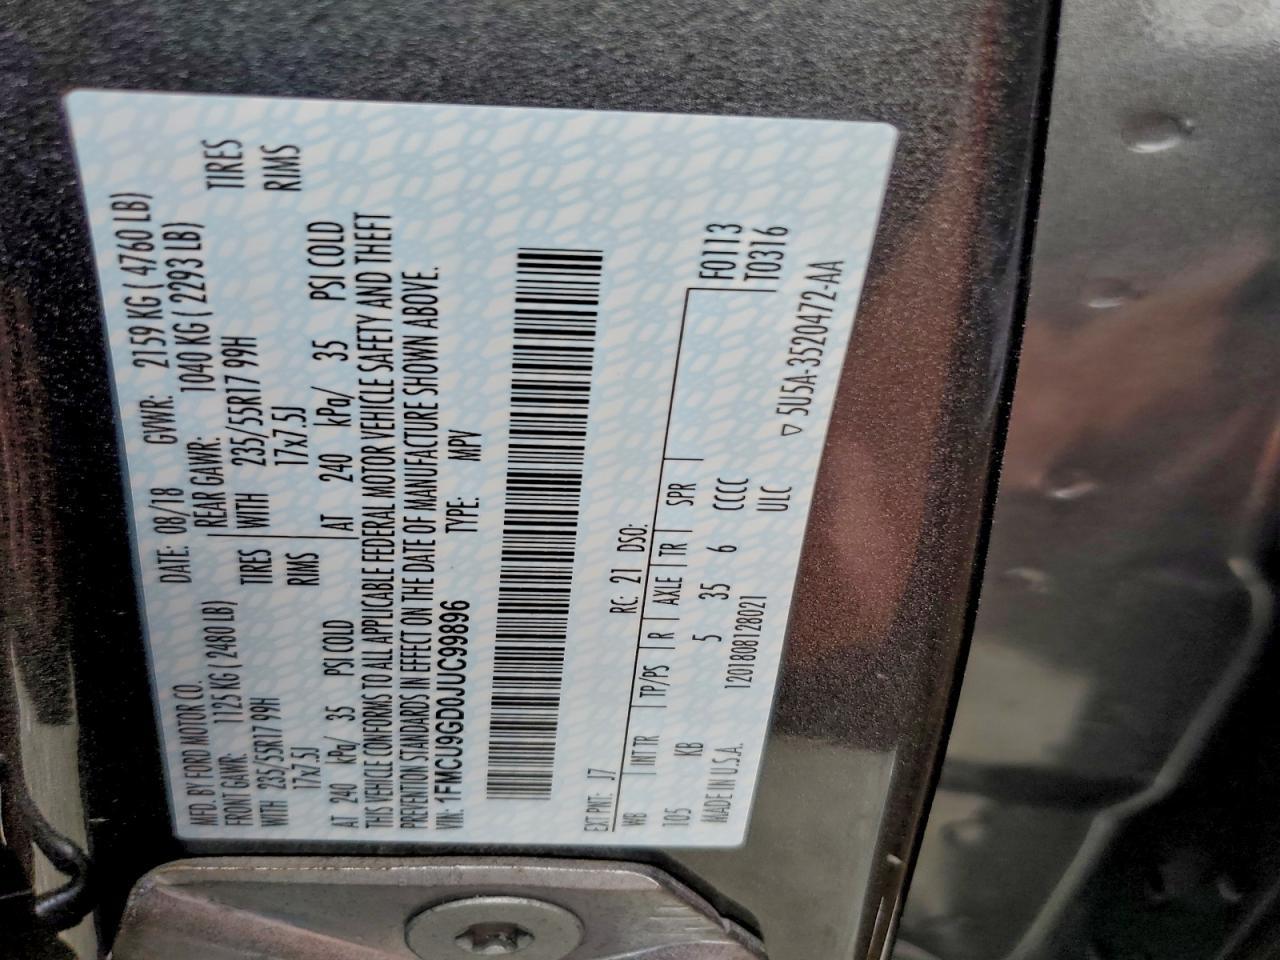 MFD. BY FORD MOTOR CO.
DATE: 08/18 GVWR: 2159 KG ( 4760 LB)
FRONT GAWR: 1125 KG ( 2480 LB) REAR GAWR: 1040 KG ( 2293 LB)
WITH 235/55R17 99H TIRES WITH 235/55R17 99H TIRES
17x7.5J RIMS 17x7.5J RIMS
AT 240 kPa/ 35 PSI COLD AT 240 kPa/ 35 PSI COLD
THIS VEHICLE CONFORMS TO ALL APPLICABLE FEDERAL MOTOR VEHICLE SAFETY AND THEFT
PREVENTION STANDARDS IN EFFECT ON THE DATE OF MANUFACTURE SHOWN ABOVE.
VIN: 1FMCU9GD0JUC99896 TYPE: MPV
EXT PNT: J7 RC: 21 DSO:
WB INT TR TP/PS R AXLE TR SPR
105 KB 5 35 6 CCCC F0113
MADE IN U.S.A. 1201808128021 ULC T0316
▽ 5U5A-3520472-AA